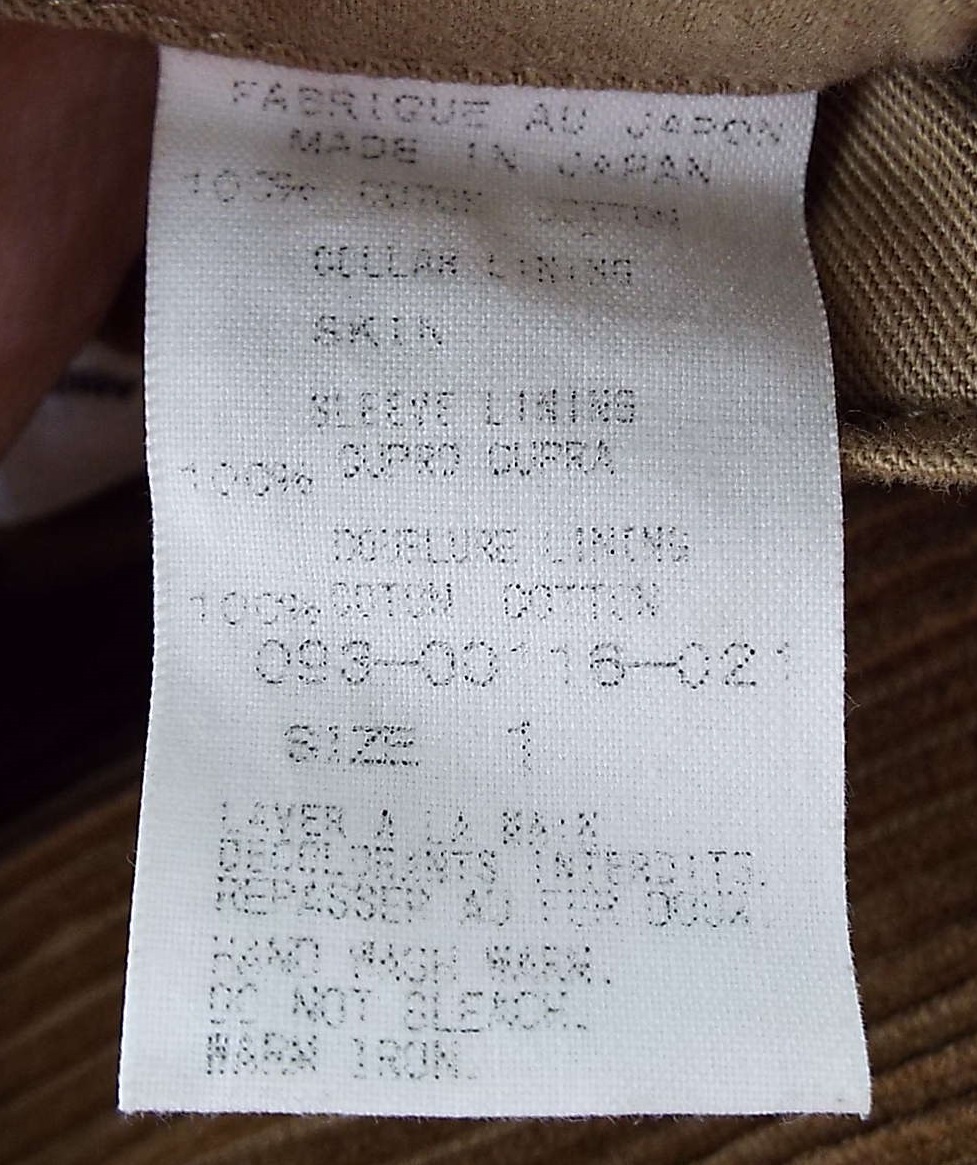 FABRIQUE AU JAPON
MADE IN JAPAN
100% COTON COTTON
COLLAR LINING
SKIN
SLEEVE LINING
100% CUPRO CUPRA
DOUBLURE LINING
100% COTON COTTON
093-00116-021
SIZE 1
LAVER A LA MAIN
DECOLORANTS INTERDITS.
REPASSER AU FER DOUX.
HAND WASH WARM.
DO NOT BLEACH.
WARM IRON.